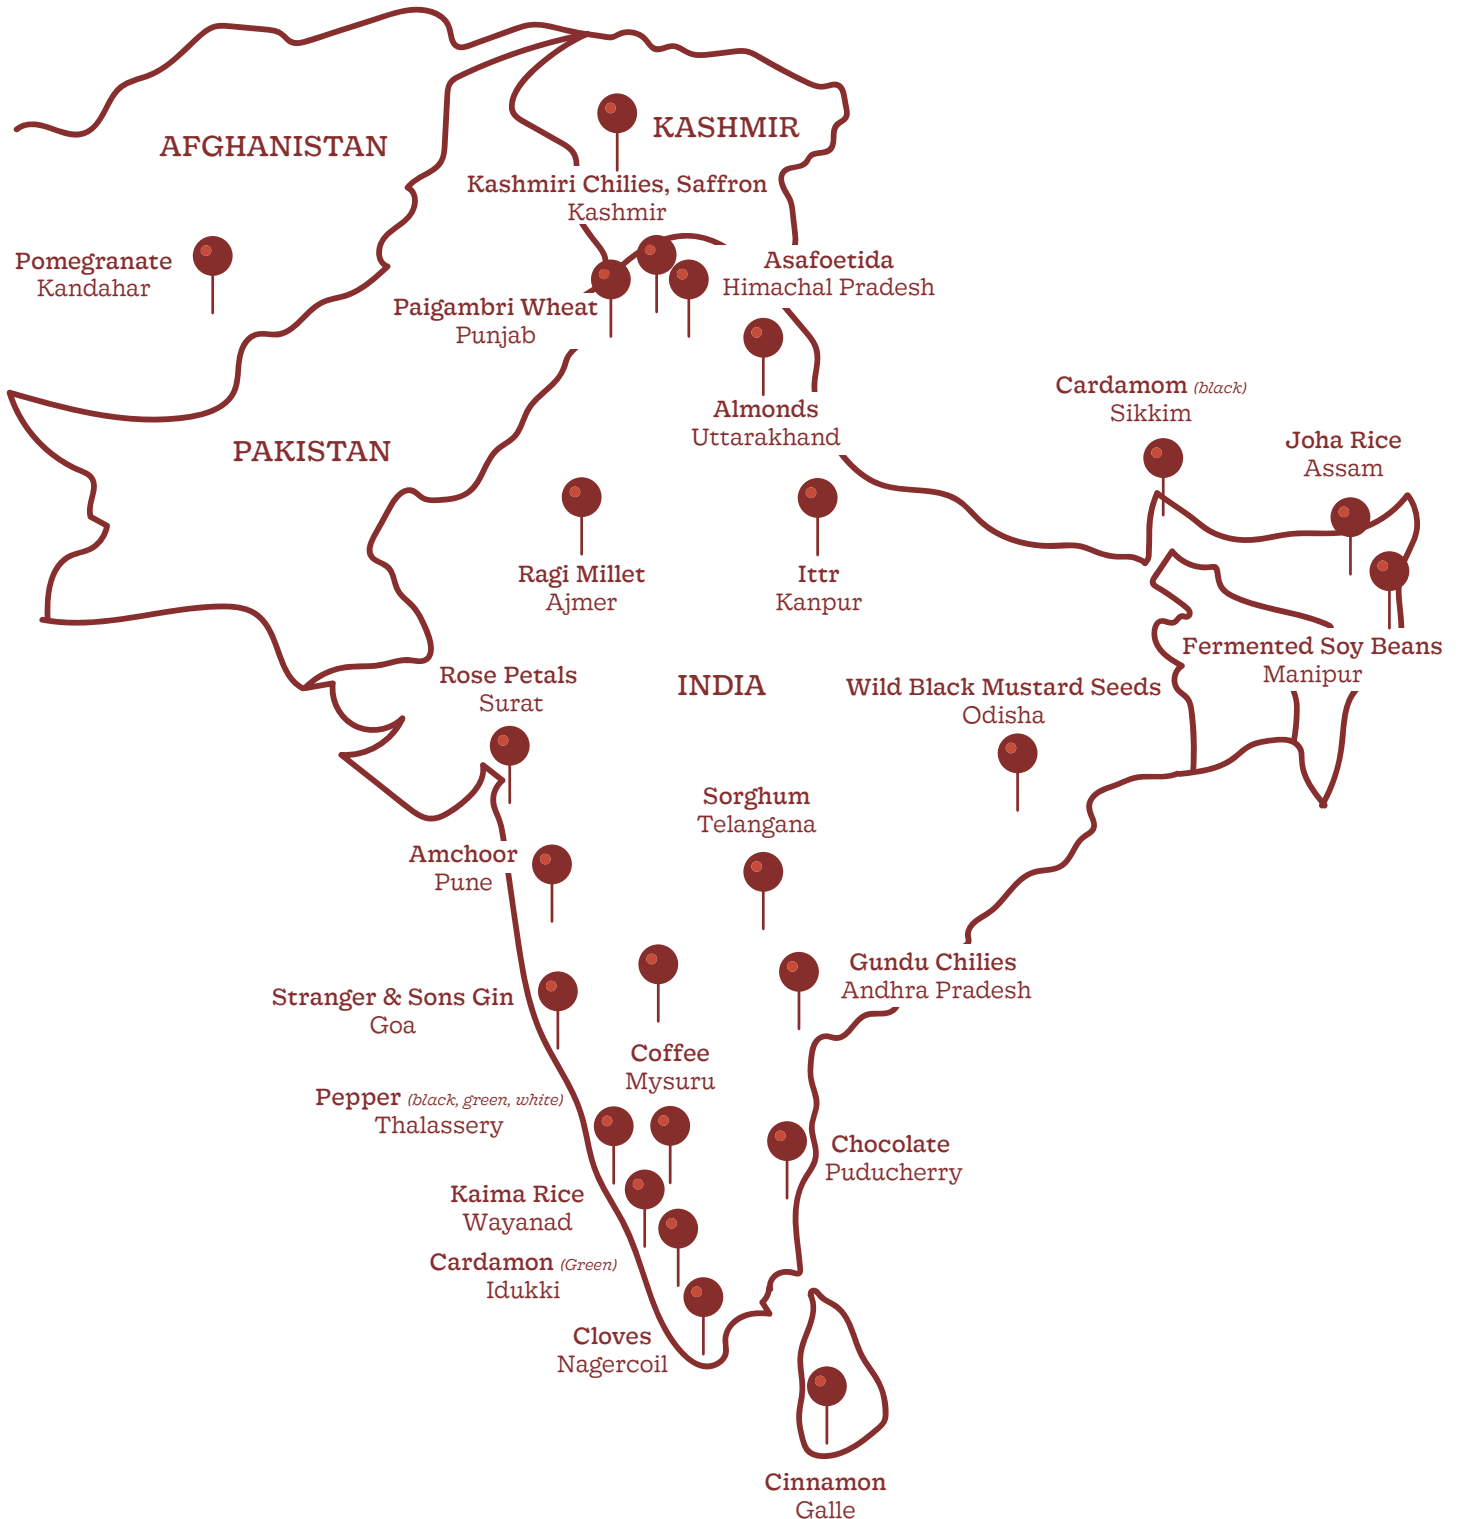 AFGHANISTAN
KASHMIR
Kashmiri Chilies, Saffron
Kashmir
Pomegranate
Kandahar
Asafoetida
Himachal Pradesh
Paigambri Wheat
Punjab
Almonds
Uttarakhand
Cardamom (black)
Sikkim
Joha Rice
Assam
PAKISTAN
Ragi Millet
Ajmer
Ittr
Kanpur
Fermented Soy Beans
Manipur
Rose Petals
Surat
INDIA
Wild Black Mustard Seeds
Odisha
Sorghum
Telangana
Amchoor
Pune
Gundu Chilies
Andhra Pradesh
Stranger & Sons Gin
Goa
Coffee
Mysuru
Pepper (black, green, white)
Thalassery
Chocolate
Puducherry
Kaima Rice
Wayanad
Cardamon (Green)
Idukki
Cloves
Nagercoil
Cinnamon
Galle